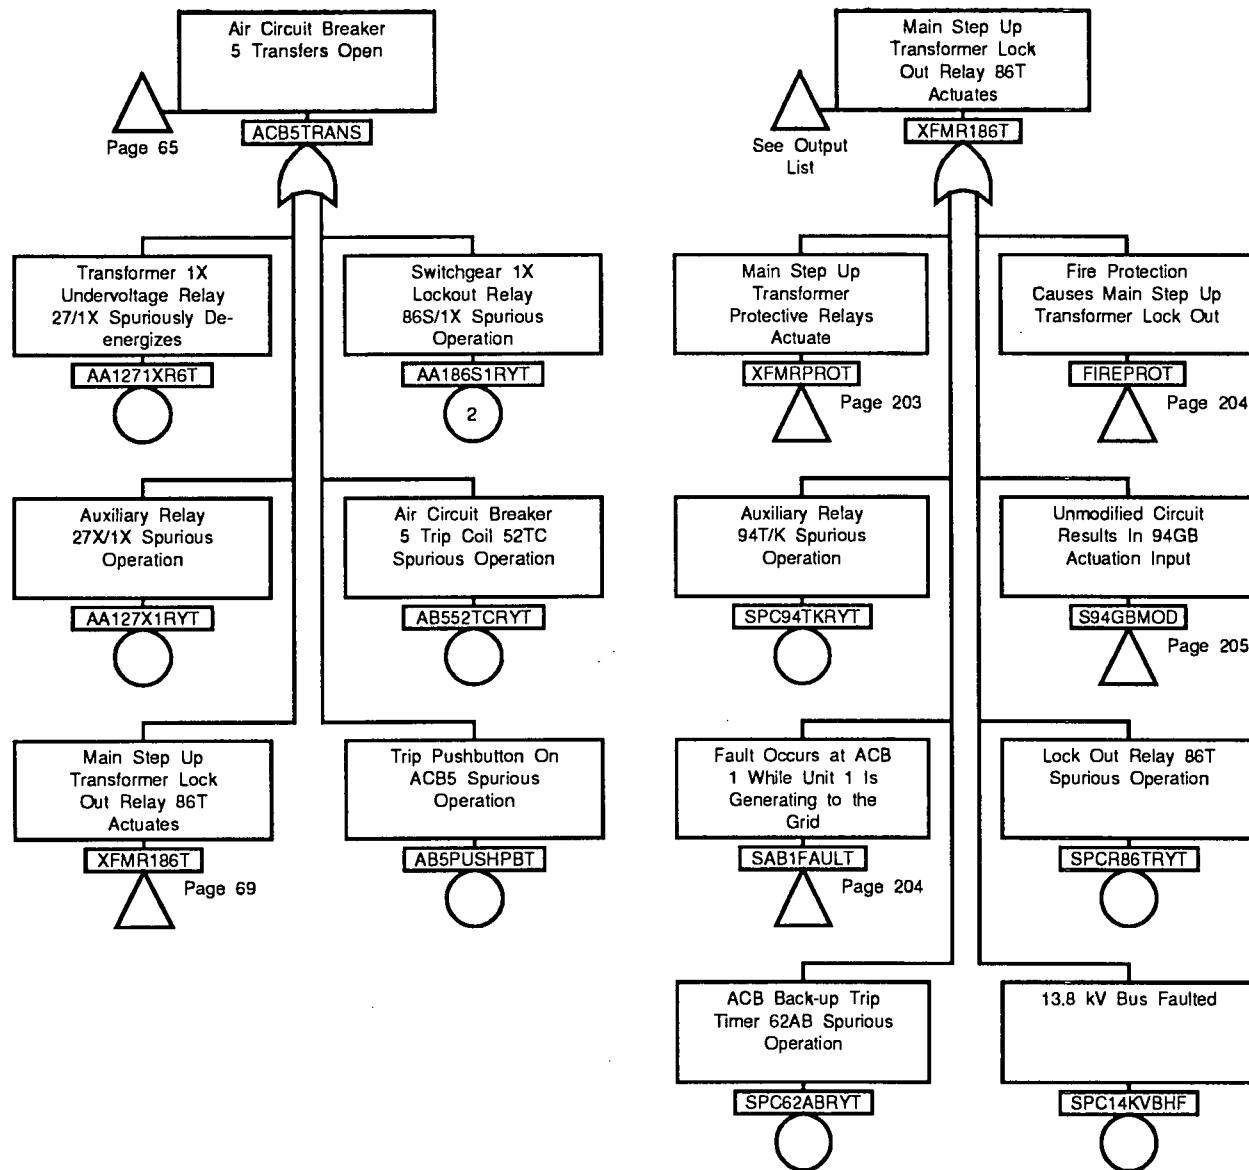 Air Circuit Breaker
5 Transfers Open
Page 65
ACB5TRANS
Transformer 1X
Undervoltage Relay
27/1X Spuriously De-
energizes
AA1271XR6T
Switchgear 1X
Lockout Relay
86S/1X Spurious
Operation
AA186S1RYT
2
Auxiliary Relay
27X/1X Spurious
Operation
AA127X1RYT
Air Circuit Breaker
5 Trip Coil 52TC
Spurious Operation
AB552TCRYT
Main Step Up
Transformer Lock
Out Relay 86T
Actuates
XFMR186T
Page 69
Trip Pushbutton On
ACB5 Spurious
Operation
AB5PUSHPBT
Main Step Up
Transformer Lock
Out Relay 86T
Actuates
See Output
List
XFMR186T
Main Step Up
Transformer
Protective Relays
Actuate
XFMRPROT
Page 203
Fire Protection
Causes Main Step Up
Transformer Lock Out
FIREPROT
Page 204
Auxiliary Relay
94T/K Spurious
Operation
SPC94TKRYT
Unmodified Circuit
Results In 94GB
Actuation Input
S94GBMOD
Page 205
Fault Occurs at ACB
1 While Unit 1 Is
Generating to the
Grid
SAB1FAULT
Page 204
Lock Out Relay 86T
Spurious Operation
SPCR86TRYT
ACB Back-up Trip
Timer 62AB Spurious
Operation
SPC62ABRYT
13.8 kV Bus Faulted
SPC14KVBHF